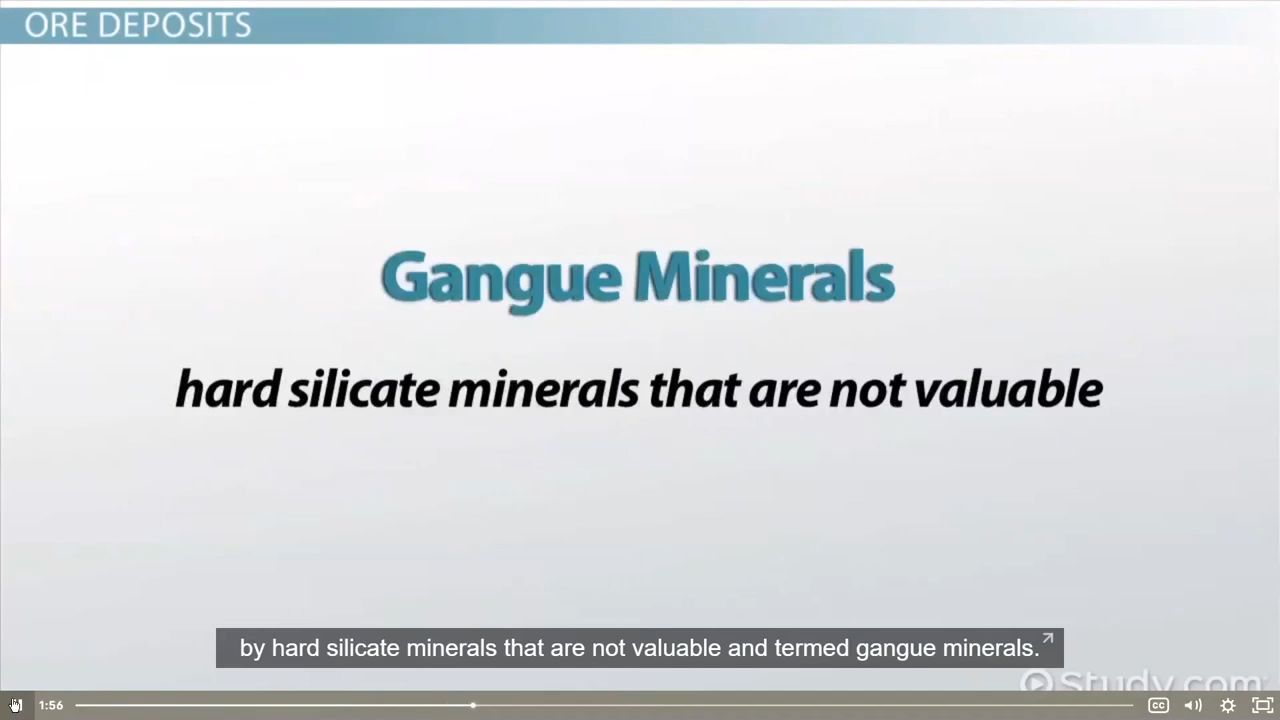 ORE DEPOSITS
Gangue Minerals
hard silicate minerals that are not valuable
by hard silicate minerals that are not valuable and termed gangue minerals.
Study.com
1:56
CC